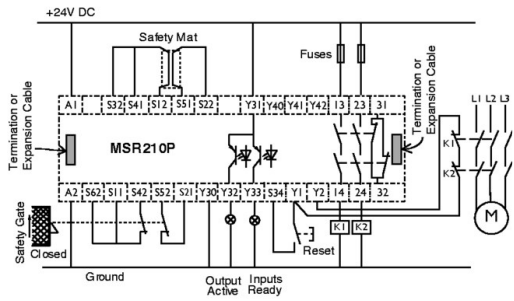 +24V DC
Safety Mat
Fuses
Termination or
Expansion Cable
A1 S32 S41 S12 S51 S22 Y31 Y40 Y41 Y42 13 23 31
Termination or
Expansion Cable
MSR210P
L1 L2 L3
K1
K2
A2 S62 S11 S42 S52 S21 Y30 Y32 Y33 S34 Y1 Y2 14 24 32
Safety Gate
Closed
K1 K2
M
Reset
Ground
Output
Active
Inputs
Ready